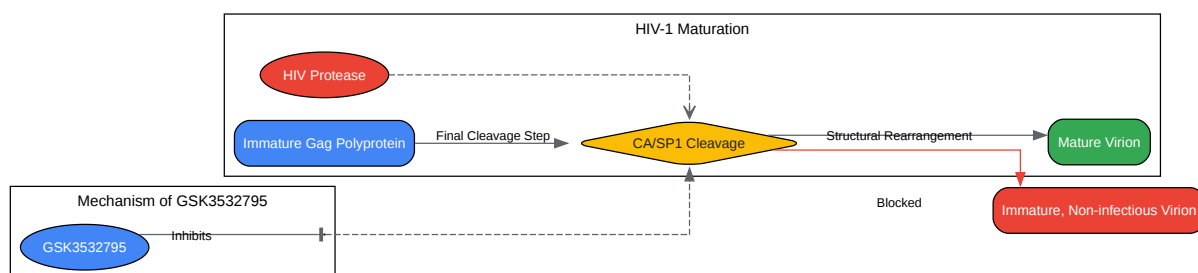 HIV-1 Maturation
HIV Protease
Immature Gag Polyprotein
Final Cleavage Step
CA/SP1 Cleavage
Structural Rearrangement
Mature Virion
Mechanism of GSK3532795
GSK3532795
Inhibits
Blocked
Immature, Non-infectious Virion